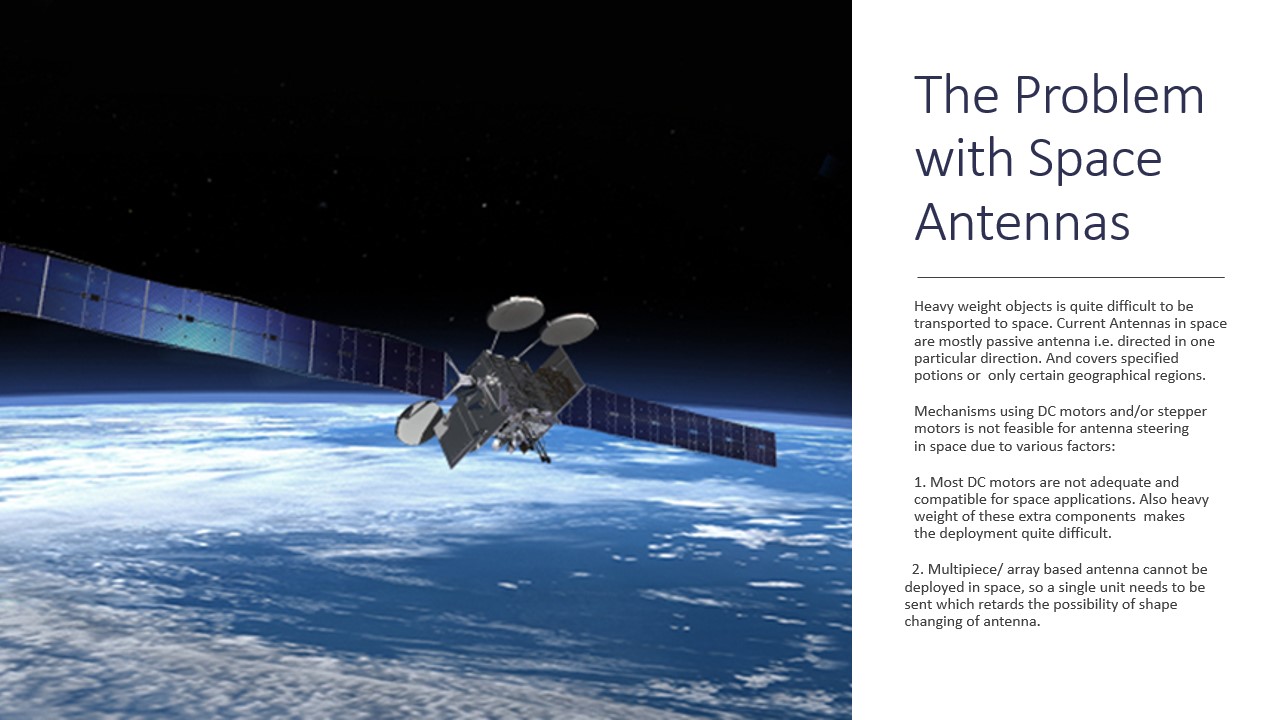 The Problem
with Space
Antennas
Heavy weight objects is quite difficult to be
transported to space. Current Antennas in space
are mostly passive antenna i.e. directed in one
particular direction. And covers specified
potions or  only certain geographical regions.
Mechanisms using DC motors and/or stepper
motors is not feasible for antenna steering
in space due to various factors:
1. Most DC motors are not adequate and
compatible for space applications. Also heavy
weight of these extra components  makes
the deployment quite difficult.
2. Multipiece/ array based antenna cannot be
deployed in space, so a single unit needs to be
sent which retards the possibility of shape
changing of antenna.